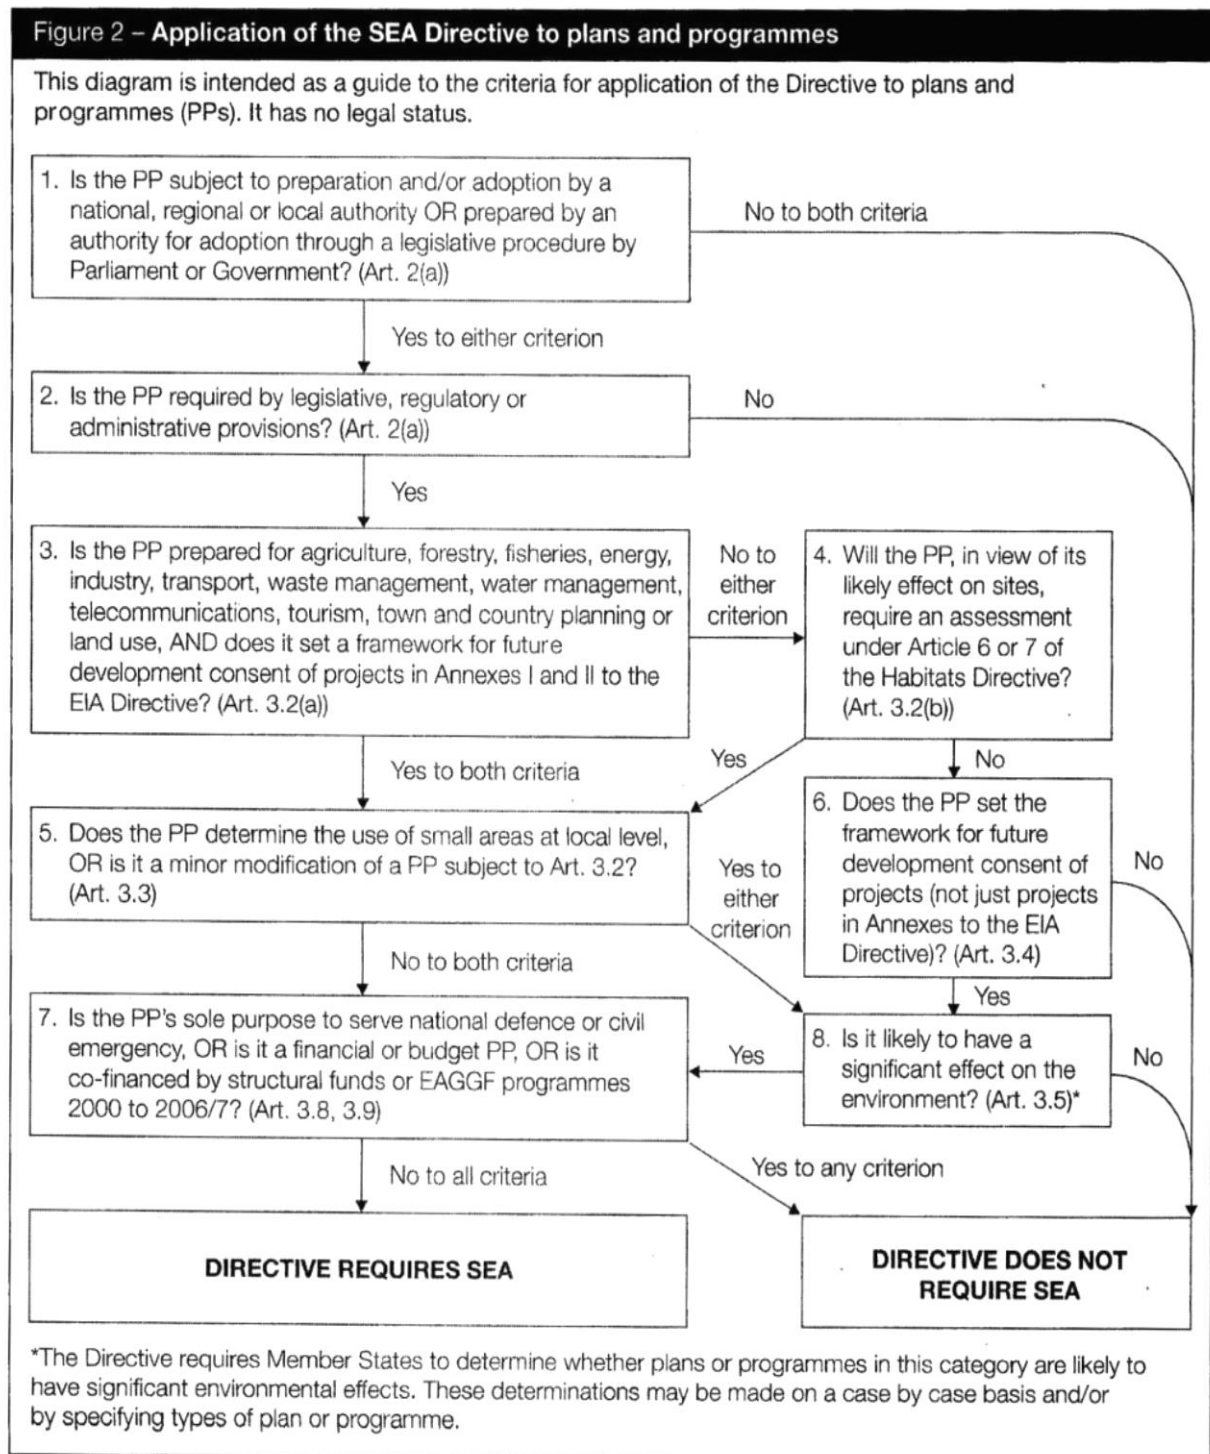 Figure 2 – Application of the SEA Directive to plans and programmes
This diagram is intended as a guide to the criteria for application of the Directive to plans and
programmes (PPs). It has no legal status.
1. Is the PP subject to preparation and/or adoption by a
national, regional or local authority OR prepared by an
authority for adoption through a legislative procedure by
Parliament or Government? (Art. 2(a))
No to both criteria
Yes to either criterion
2. Is the PP required by legislative, regulatory or
administrative provisions? (Art. 2(a))
No
Yes
3. Is the PP prepared for agriculture, forestry, fisheries, energy,
industry, transport, waste management, water management,
telecommunications, tourism, town and country planning or
land use, AND does it set a framework for future
development consent of projects in Annexes I and II to the
EIA Directive? (Art. 3.2(a))
No to
either
criterion
4. Will the PP, in view of its
likely effect on sites,
require an assessment
under Article 6 or 7 of
the Habitats Directive?
(Art. 3.2(b))
Yes to both criteria
Yes
No
5. Does the PP determine the use of small areas at local level,
OR is it a minor modification of a PP subject to Art. 3.2?
(Art. 3.3)
Yes to
either
criterion
6. Does the PP set the
framework for future
development consent of
projects (not just projects
in Annexes to the EIA
Directive)? (Art. 3.4)
No
No to both criteria
Yes
7. Is the PP's sole purpose to serve national defence or civil
emergency, OR is it a financial or budget PP, OR is it
co-financed by structural funds or EAGGF programmes
2000 to 2006/7? (Art. 3.8, 3.9)
Yes
8. Is it likely to have a
significant effect on the
environment? (Art. 3.5)*
No
No to all criteria
Yes to any criterion
DIRECTIVE REQUIRES SEA
DIRECTIVE DOES NOT
REQUIRE SEA
*The Directive requires Member States to determine whether plans or programmes in this category are likely to
have significant environmental effects. These determinations may be made on a case by case basis and/or
by specifying types of plan or programme.